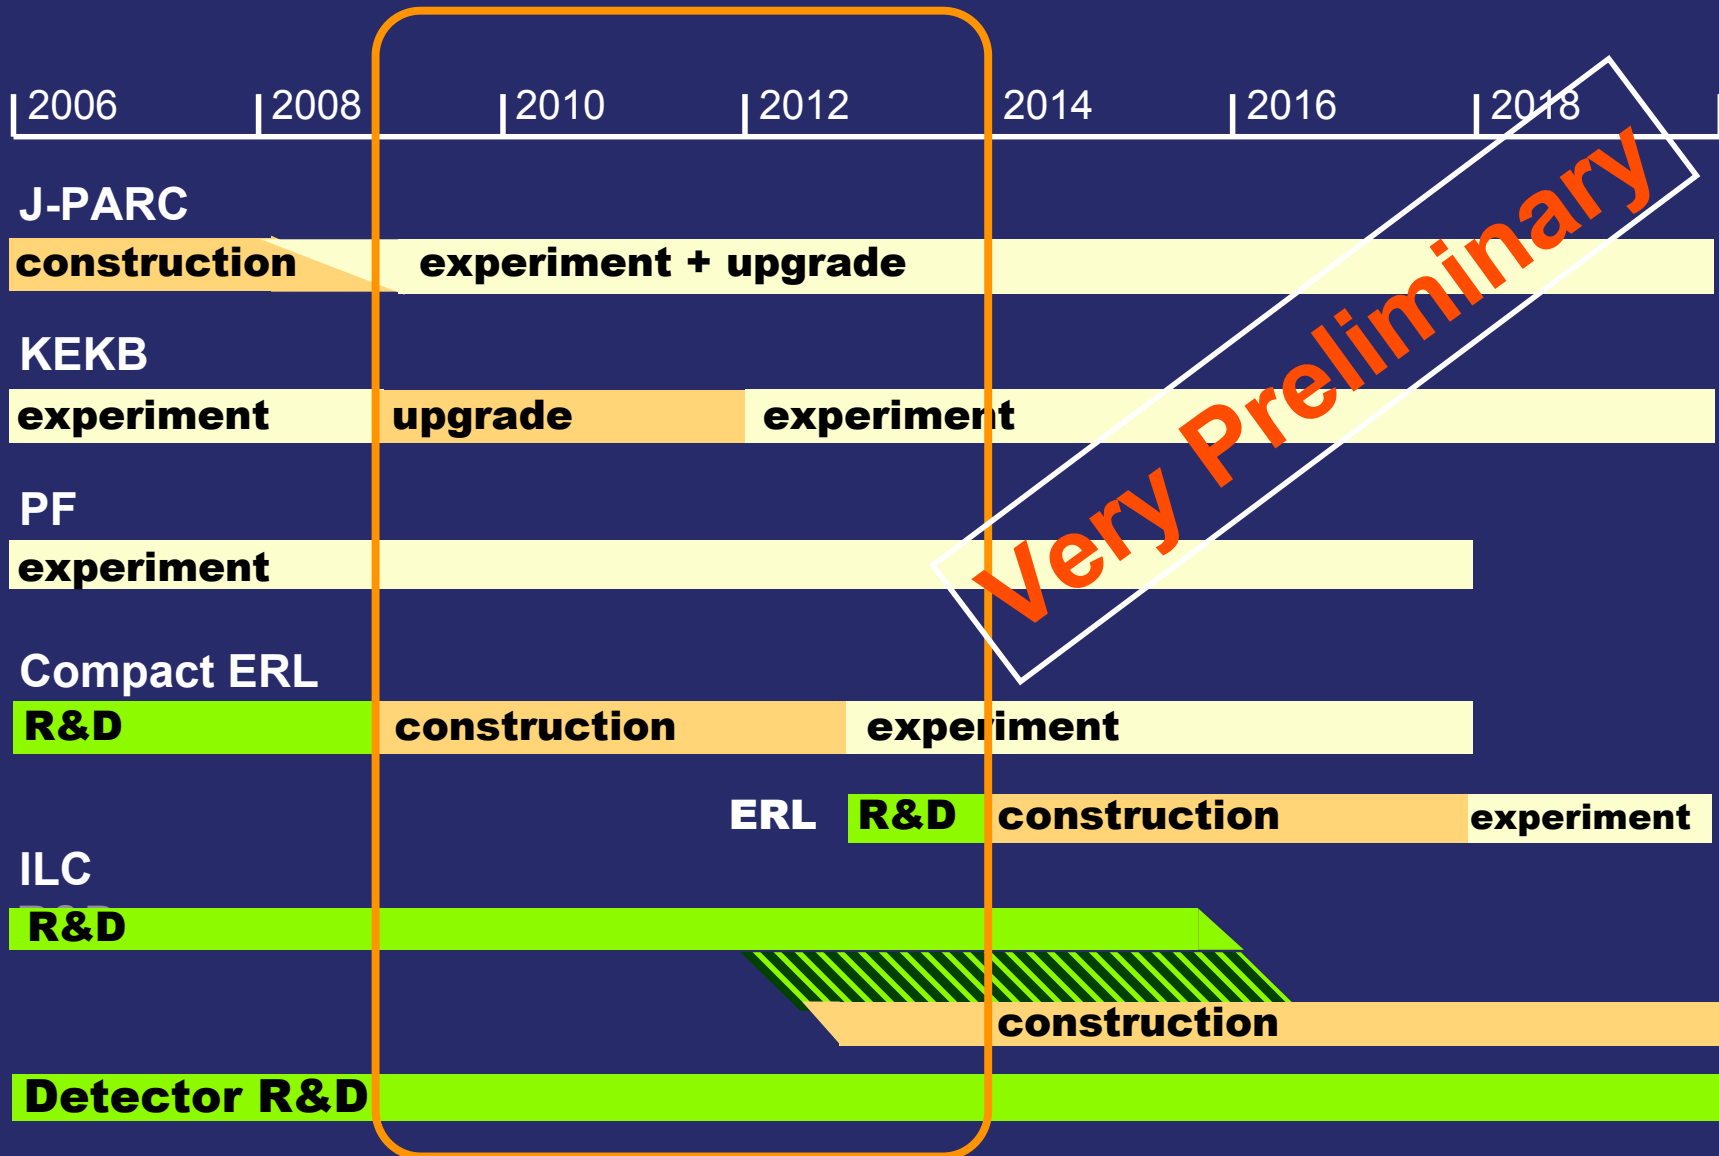 2006 2008 2010 2012 2014 2016 2018
J-PARC
construction experiment + upgrade
KEKB
experiment upgrade experiment
PF
experiment
Very Preliminary
Compact ERL
R&D construction experiment
ERL R&D construction experiment
ILC
R&D
construction
Detector R&D